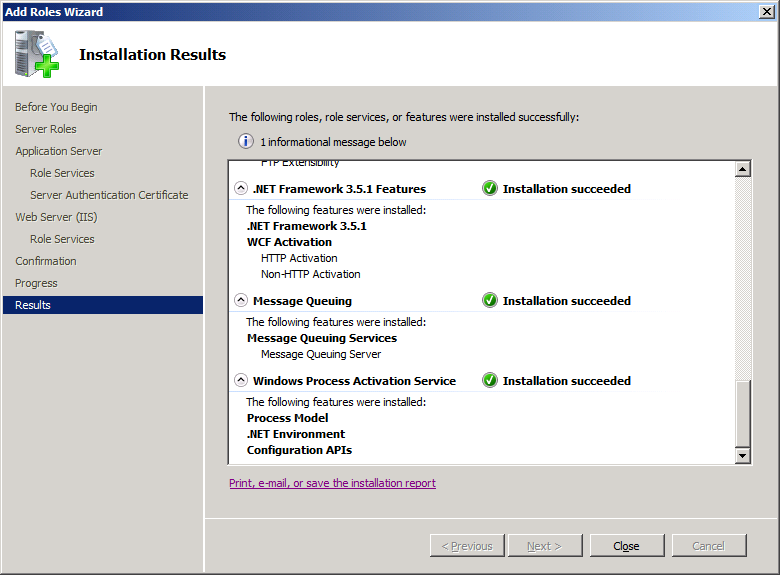 Add Roles Wizard
Installation Results
Before You Begin
Server Roles
Application Server
Role Services
Server Authentication Certificate
Web Server (IIS)
Role Services
Confirmation
Progress
Results
The following roles, role services, or features were installed successfully:
1 informational message below
FTP Extensibility
.NET Framework 3.5.1 Features Installation succeeded
The following features were installed:
.NET Framework 3.5.1
WCF Activation
HTTP Activation
Non-HTTP Activation
Message Queuing Installation succeeded
The following features were installed:
Message Queuing Services
Message Queuing Server
Windows Process Activation Service Installation succeeded
The following features were installed:
Process Model
.NET Environment
Configuration APIs
Print, e-mail, or save the installation report
< Previous Next > Close Cancel